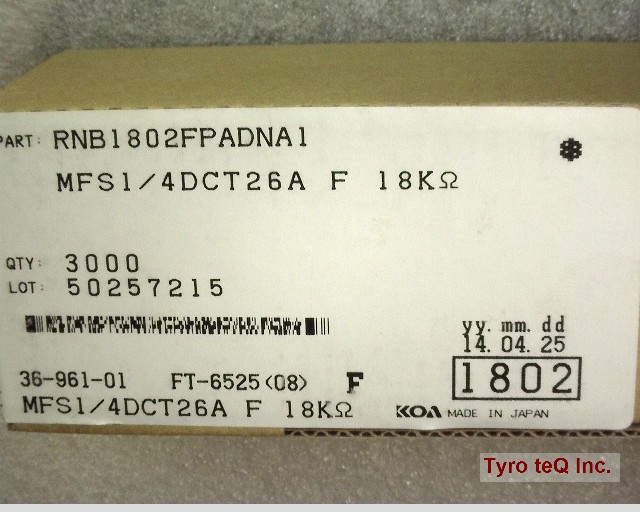 PART: RNB1802FPADNA1
MFS1/4DCT26A F 18KΩ
✽
QTY: 3000
LOT: 50257215
yy. mm. dd
14. 04. 25
36-961-01 FT-6525<08> F 1802
MFS1/4DCT26A F 18KΩ KOA MADE IN JAPAN
Tyro teQ Inc.